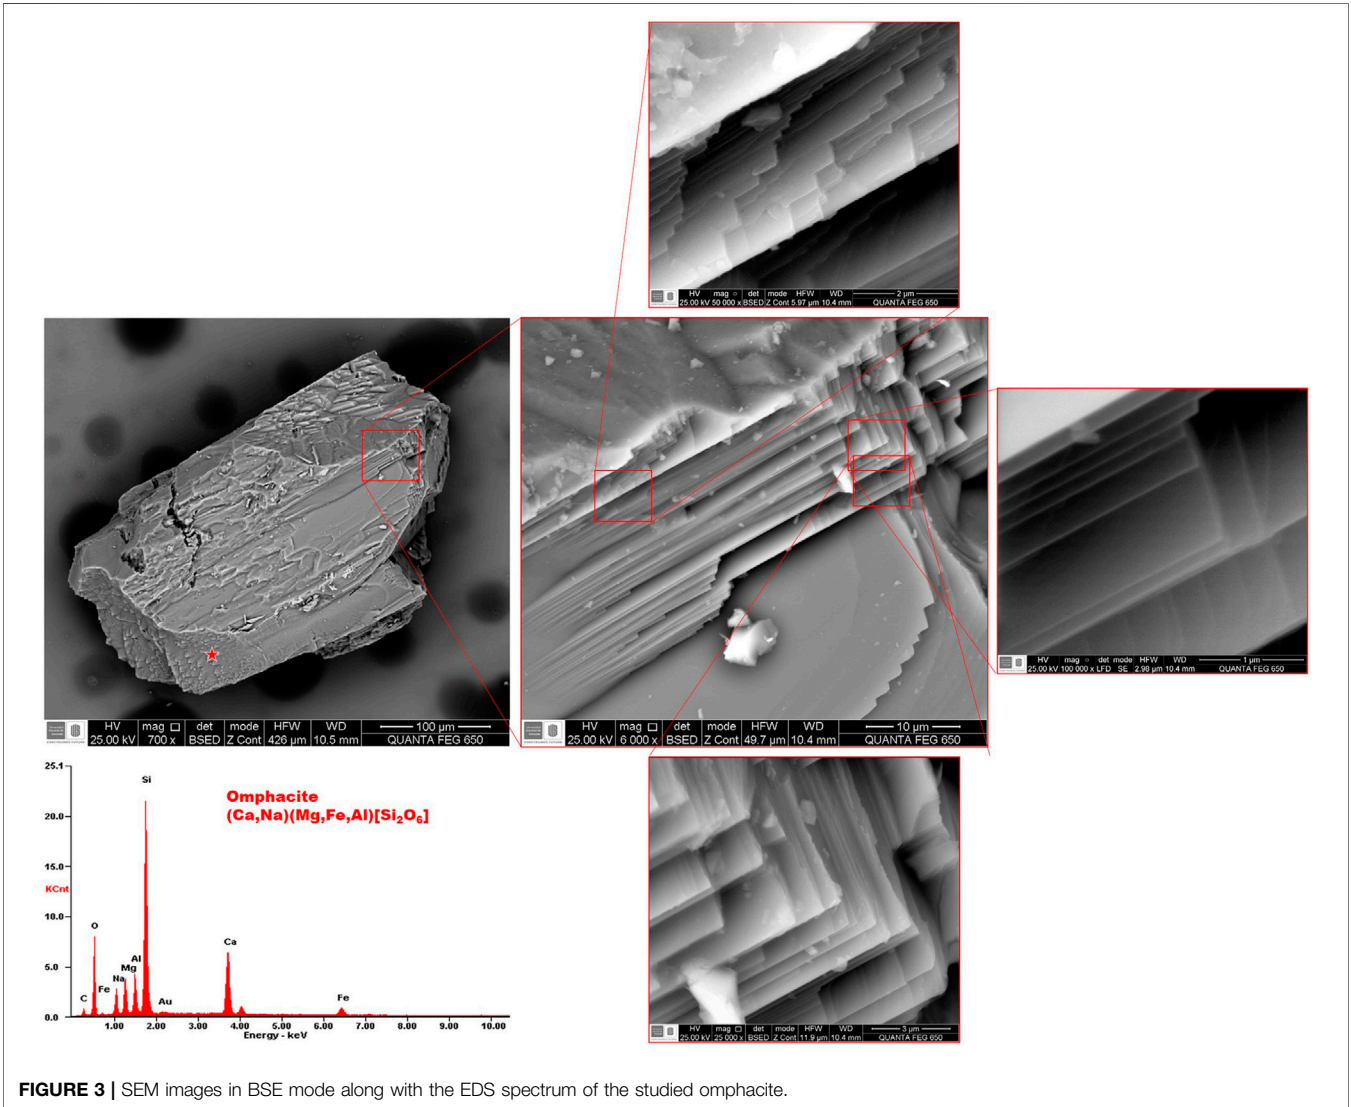 HV mag ○ det mode HFW WD 2 µm
25.00 kV 50 000 x BSED Z Cont 5.97 µm 10.4 mm QUANTA FEG 650
HV mag □ det mode HFW WD 100 µm
25.00 kV 700 x BSED Z Cont 426 µm 10.5 mm QUANTA FEG 650
HV mag □ det mode HFW WD 10 µm
25.00 kV 6 000 x BSED Z Cont 49.7 µm 10.4 mm QUANTA FEG 650
HV mag ○ det mode HFW WD 1 µm
25.00 kV 100 000 x LFD SE 2.98 µm 10.4 mm QUANTA FEG 650
HV mag □ det mode HFW WD 3 µm
25.00 kV 25 000 x BSED Z Cont 11.9 µm 10.4 mm QUANTA FEG 650
Omphacite
(Ca,Na)(Mg,Fe,Al)[Si₂O₆]
25.1
20.0
15.0
KCnt
10.0
5.0
0.0
C
O
Fe
Na
Mg
Al
Si
Au
Ca
Fe
1.00 2.00 3.00 4.00 5.00 6.00 7.00 8.00 9.00 10.00
Energy - keV
FIGURE 3 | SEM images in BSE mode along with the EDS spectrum of the studied omphacite.